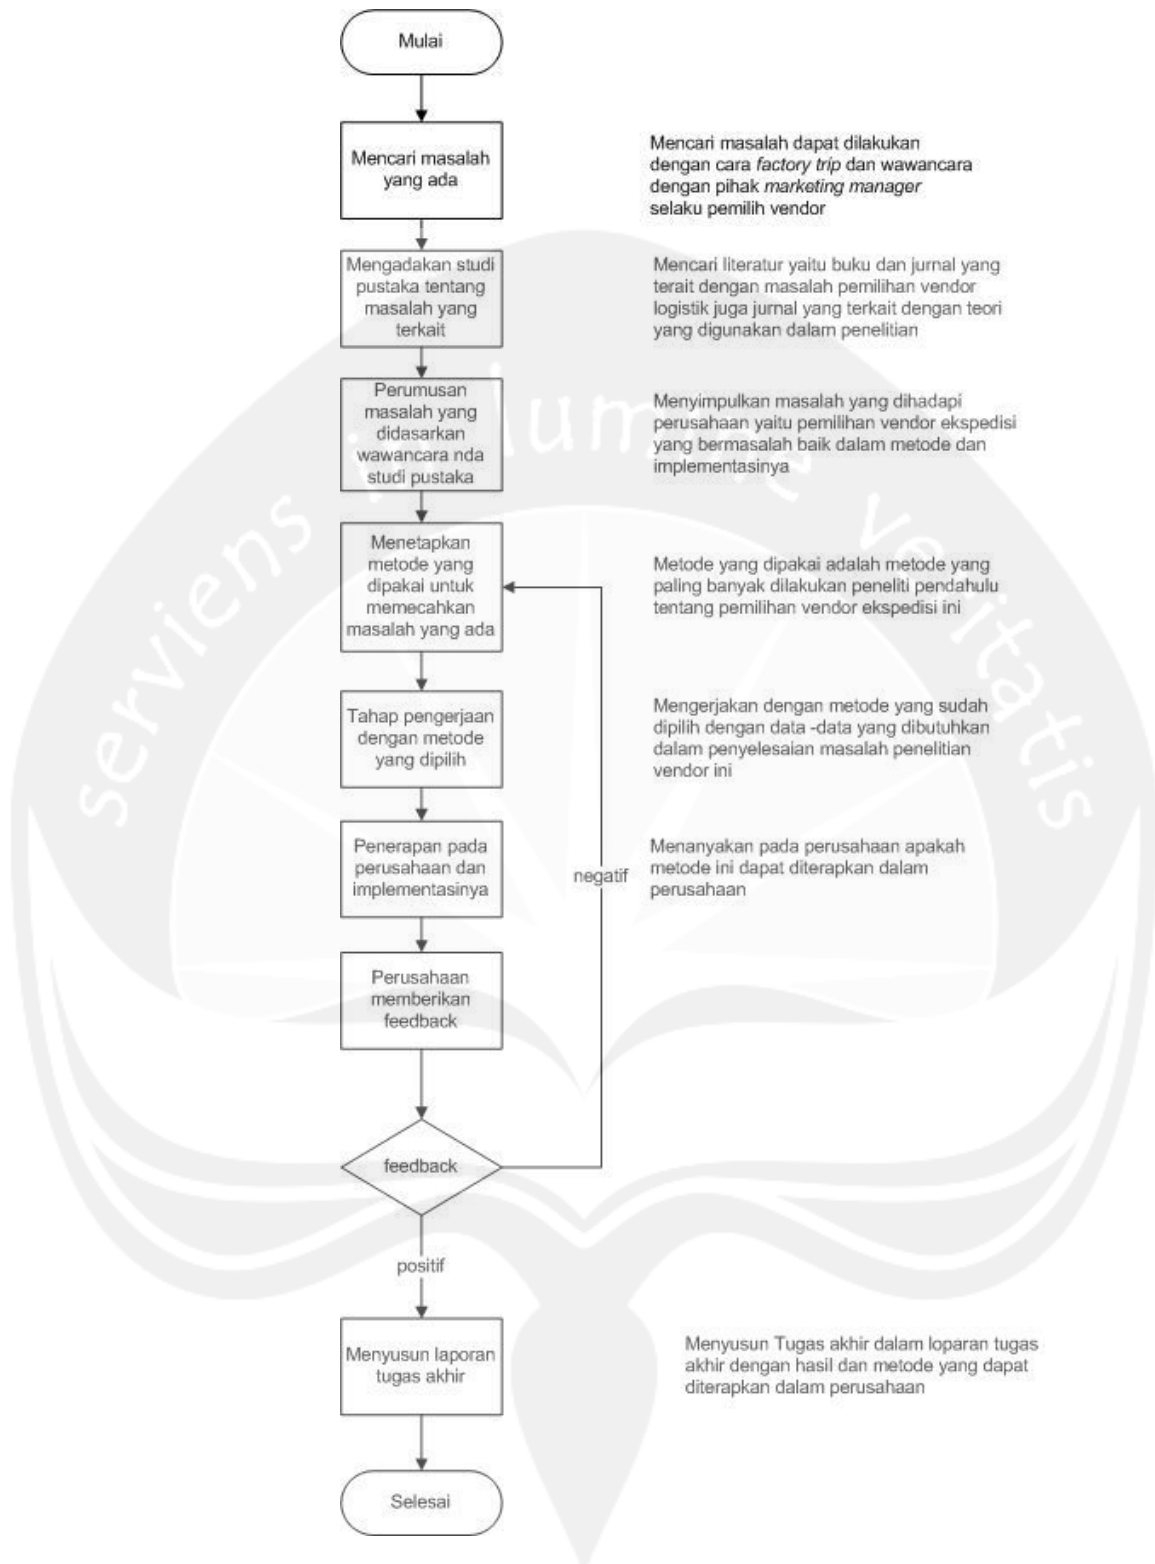 Mulai
Mencari masalah
yang ada
Mencari masalah dapat dilakukan
dengan cara factory trip dan wawancara
dengan pihak marketing manager
selaku pemilih vendor
Mengadakan studi
pustaka tentang
masalah yang
terkait
Mencari literatur yaitu buku dan jurnal yang
terait dengan masalah pemilihan vendor
logistik juga jurnal yang terkait dengan teori
yang digunakan dalam penelitian
Perumusan
masalah yang
didasarkan
wawancara nda
studi pustaka
Menyimpulkan masalah yang dihadapi
perusahaan yaitu pemilihan vendor ekspedisi
yang bermasalah baik dalam metode dan
implementasinya
Menetapkan
metode yang
dipakai untuk
memecahkan
masalah yang ada
Metode yang dipakai adalah metode yang
paling banyak dilakukan peneliti pendahulu
tentang pemilihan vendor ekspedisi ini
Tahap pengerjaan
dengan metode
yang dipilih
Mengerjakan dengan metode yang sudah
dipilih dengan data -data yang dibutuhkan
dalam penyelesaian masalah penelitian
vendor ini
Penerapan pada
perusahaan dan
implementasinya
negatif
Menanyakan pada perusahaan apakah
metode ini dapat diterapkan dalam
perusahaan
Perusahaan
memberikan
feedback
feedback
positif
Menyusun laporan
tugas akhir
Menyusun Tugas akhir dalam loparan tugas
akhir dengan hasil dan metode yang dapat
diterapkan dalam perusahaan
Selesai
serviens in lumine veritatis